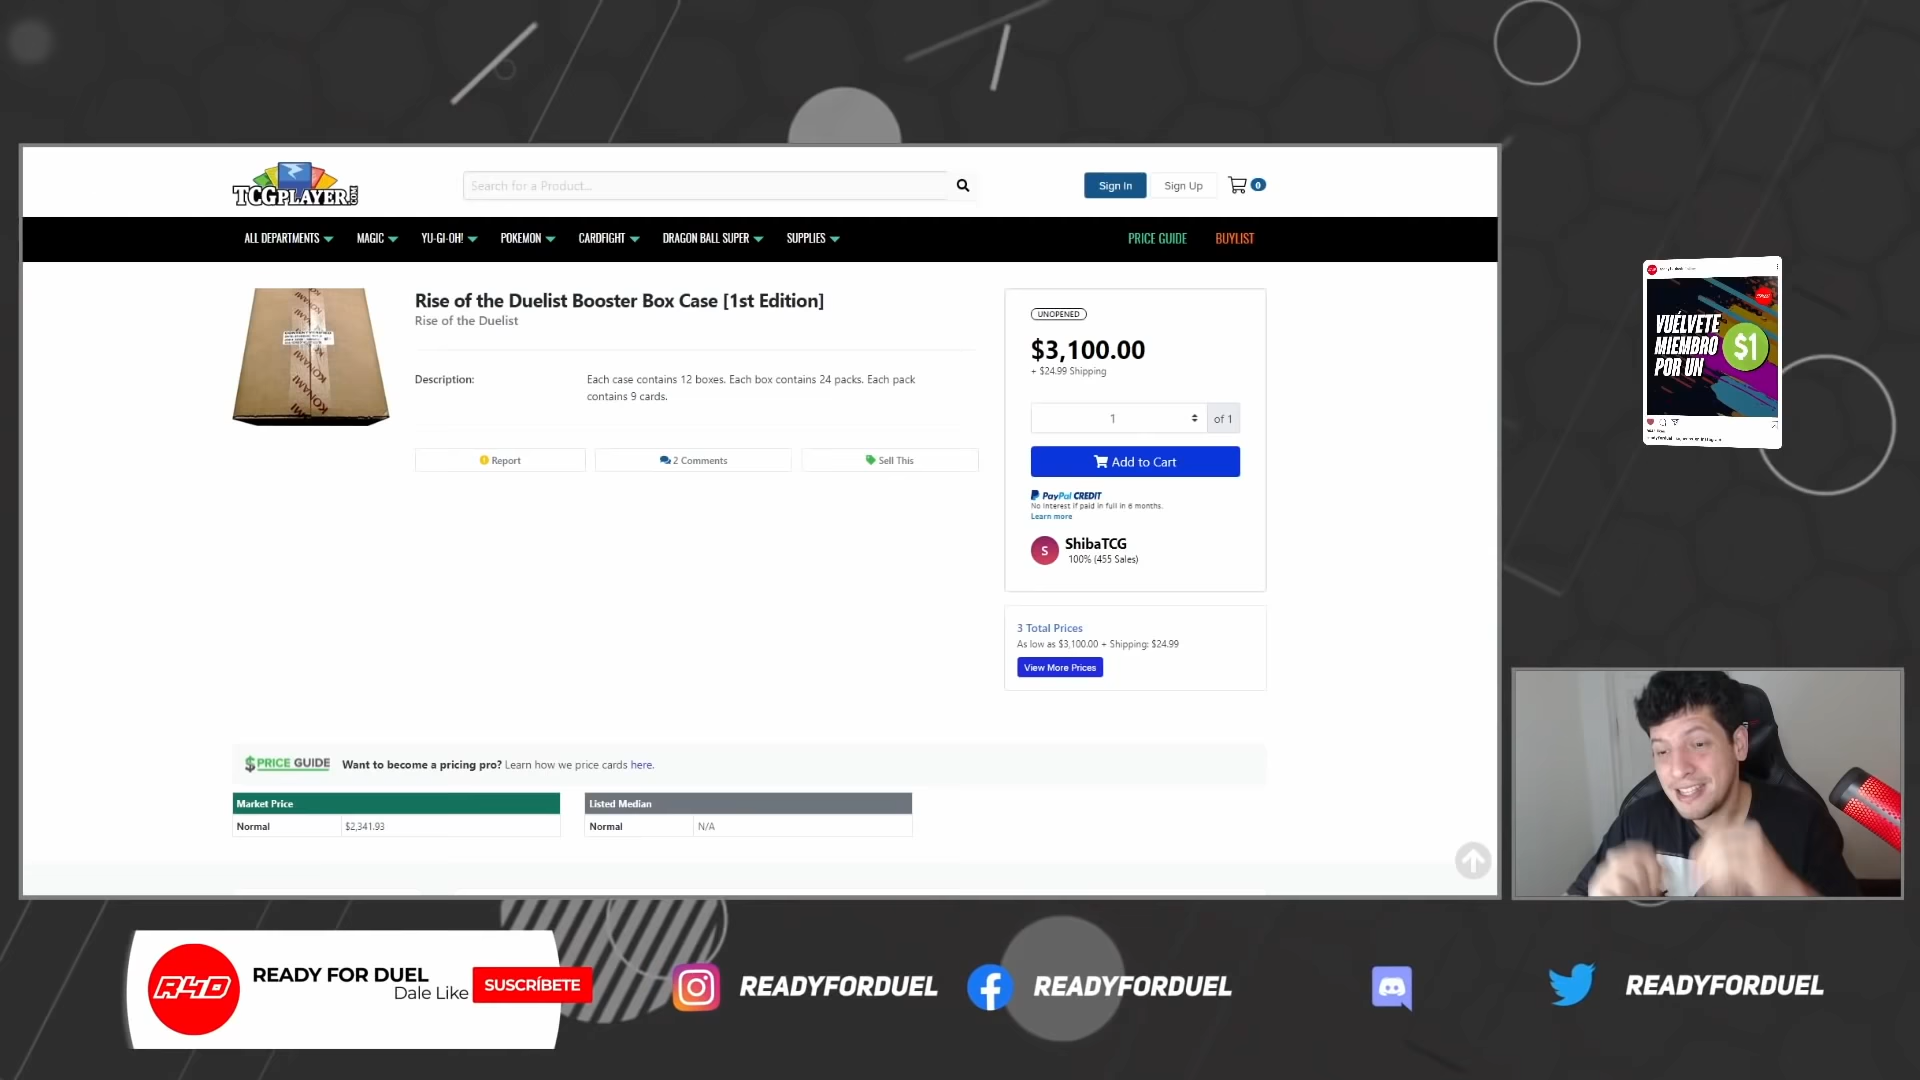 TCGPLAYER.COM
Search for a Product...
Sign In
Sign Up
0
ALL DEPARTMENTS
MAGIC
YU-GI-OH!
POKEMON
CARDFIGHT
DRAGON BALL SUPER
SUPPLIES
PRICE GUIDE
BUYLIST
KONAMI
KONAMI
Rise of the Duelist Booster Box Case [1st Edition]
Rise of the Duelist
Description:
Each case contains 12 boxes. Each box contains 24 packs. Each pack
contains 9 cards.
Report
2 Comments
Sell This
UNOPENED
$3,100.00
+ $24.99 Shipping
1
of 1
Add to Cart
PayPal CREDIT
No interest if paid in full in 6 months.
Learn more
S
ShibaTCG
100% (455 Sales)
3 Total Prices
As low as $3,100.00 + Shipping: $24.99
View More Prices
$PRICE GUIDE
Want to become a pricing pro? Learn how we price cards here.
Market Price
Normal
$2,341.93
Listed Median
Normal
N/A
VUÉLVETE
MIEMBRO
POR UN
$1
R4D
READY FOR DUEL
Dale Like
SUSCRÍBETE
READYFORDUEL
READYFORDUEL
READYFORDUEL